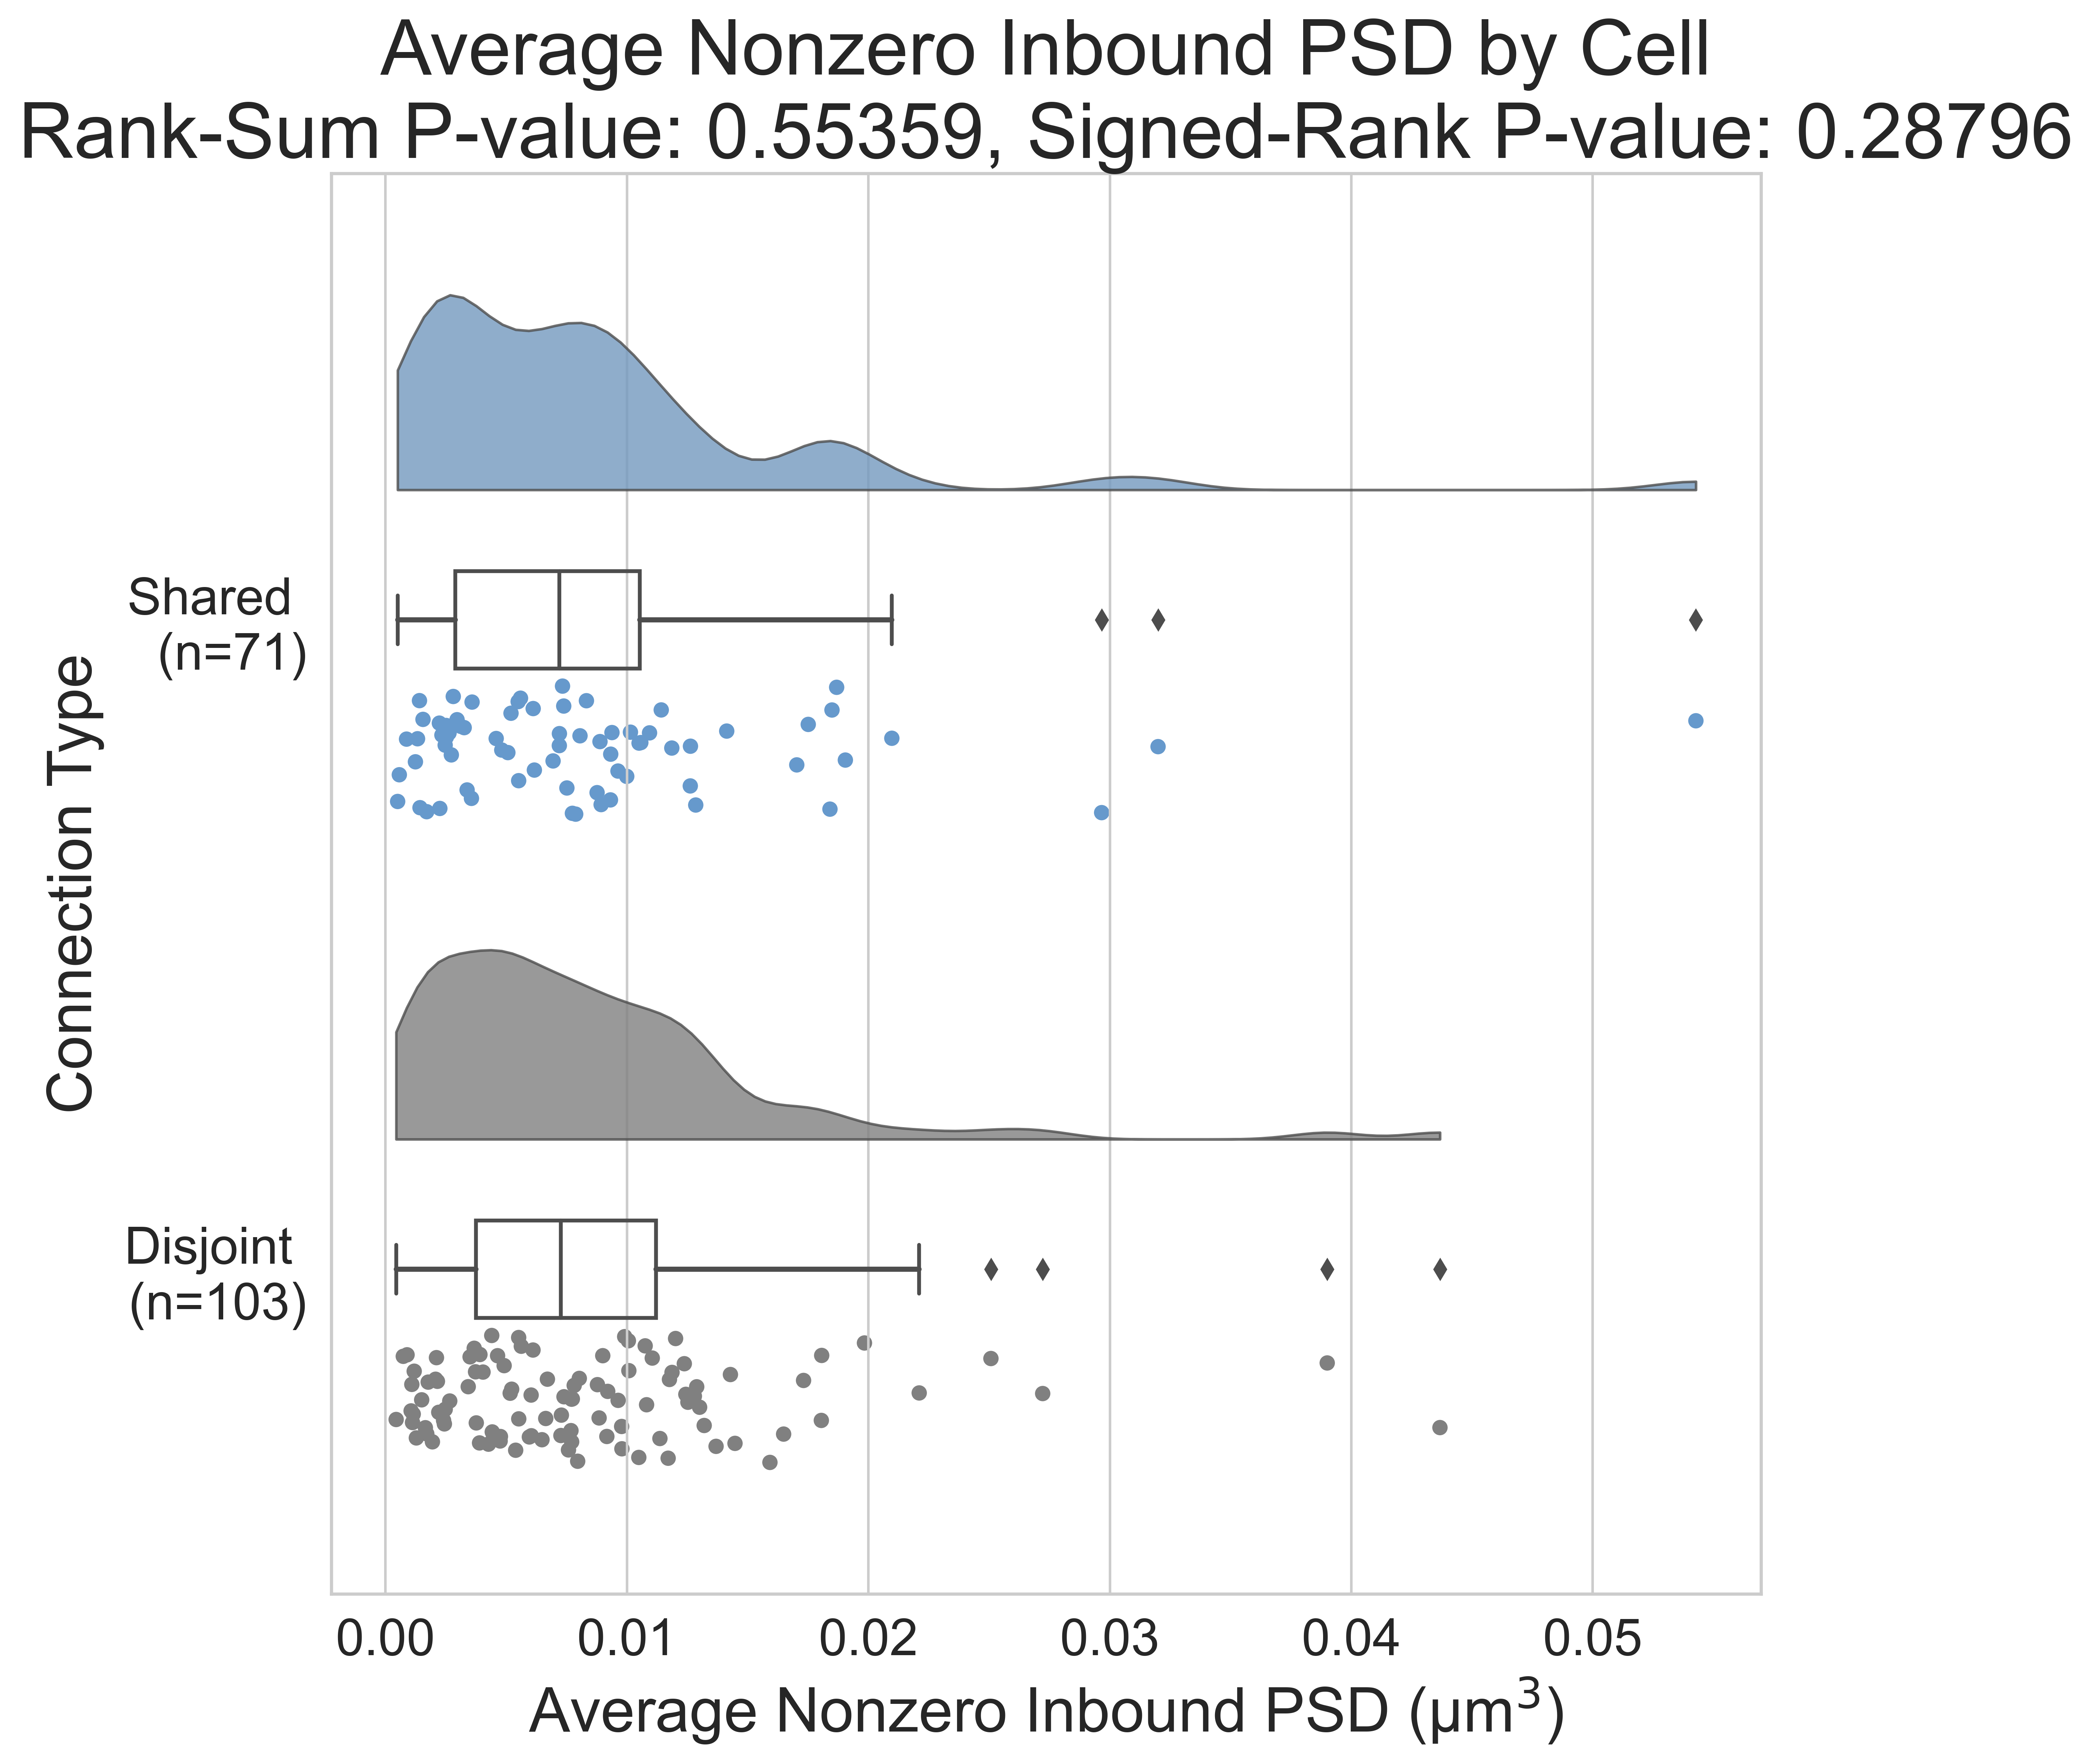 Average Nonzero Inbound PSD by Cell
Rank-Sum P-value: 0.55359, Signed-Rank P-value: 0.28796
Connection Type
Shared
(n=71)
Disjoint
(n=103)
0.00 0.01 0.02 0.03 0.04 0.05
Average Nonzero Inbound PSD (μm³)